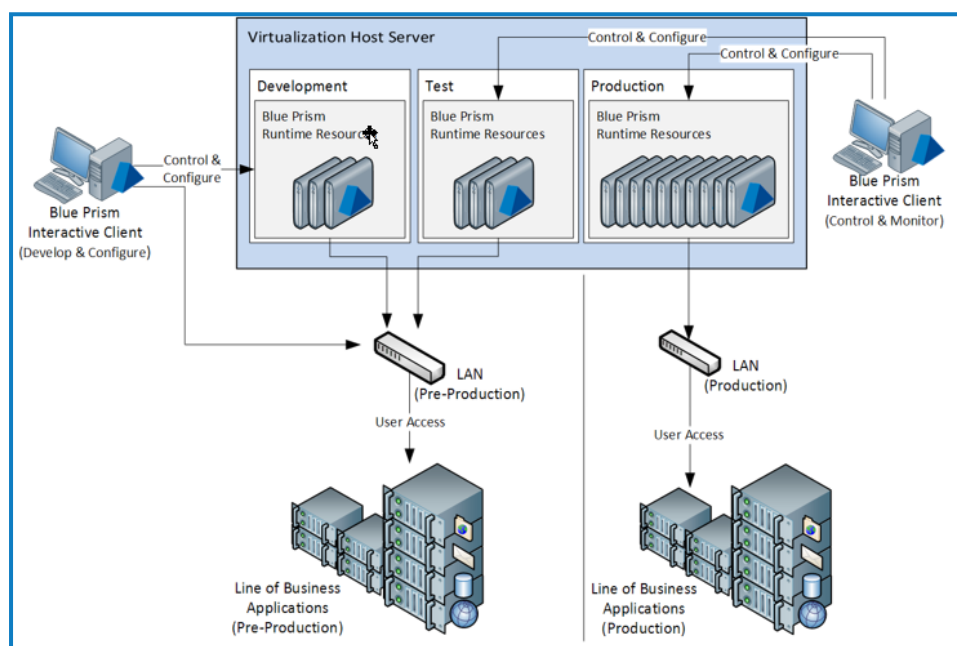 Virtualization Host Server
Control & Configure
Control & Configure
Development
Blue Prism
Runtime Resources
Test
Blue Prism
Runtime Resources
Production
Blue Prism
Runtime Resources
Control &
Configure
Blue Prism
Interactive Client
(Develop & Configure)
Blue Prism
Interactive Client
(Control & Monitor)
LAN
(Pre-Production)
LAN
(Production)
User Access
User Access
Line of Business
Applications
(Pre-Production)
Line of Business
Applications
(Production)